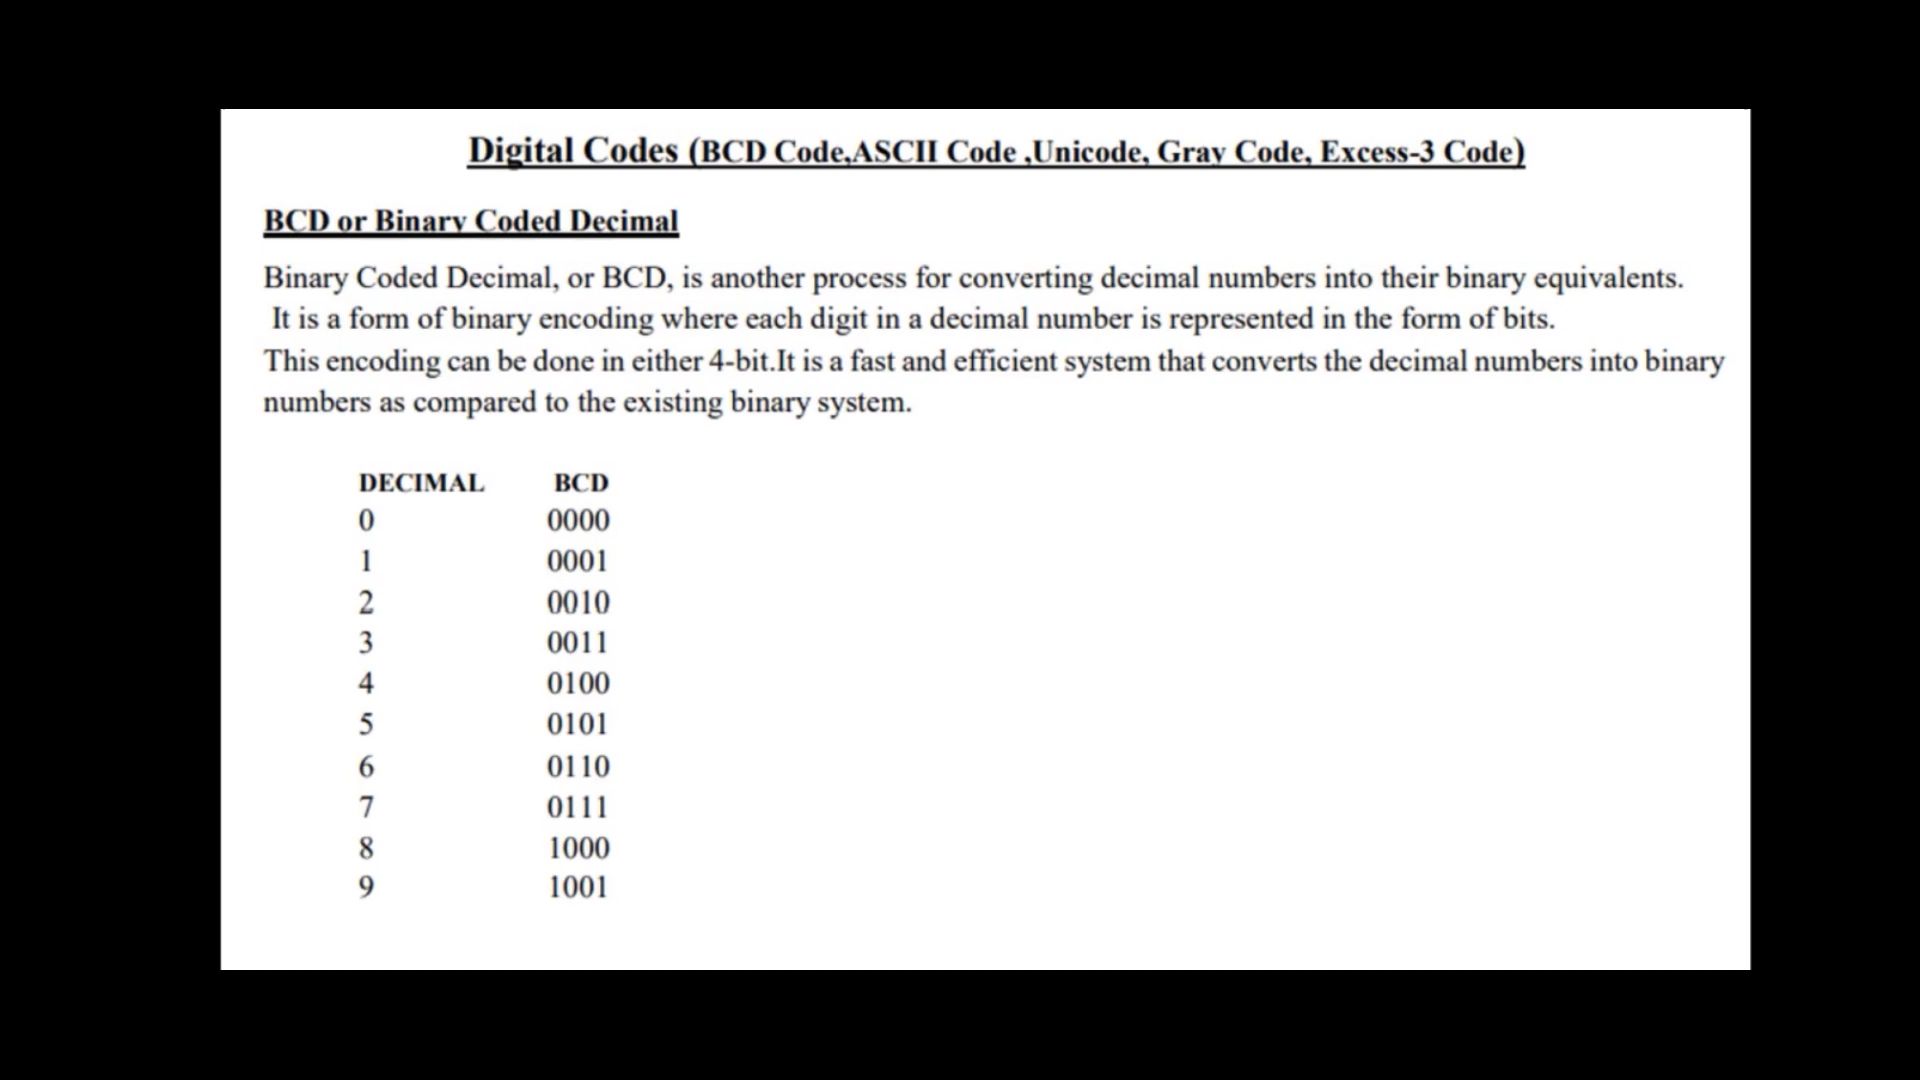 Digital Codes (BCD Code,ASCII Code ,Unicode, Gray Code, Excess-3 Code)
BCD or Binary Coded Decimal
Binary Coded Decimal, or BCD, is another process for converting decimal numbers into their binary equivalents.
It is a form of binary encoding where each digit in a decimal number is represented in the form of bits.
This encoding can be done in either 4-bit.It is a fast and efficient system that converts the decimal numbers into binary
numbers as compared to the existing binary system.
DECIMAL BCD
0 0000
1 0001
2 0010
3 0011
4 0100
5 0101
6 0110
7 0111
8 1000
9 1001